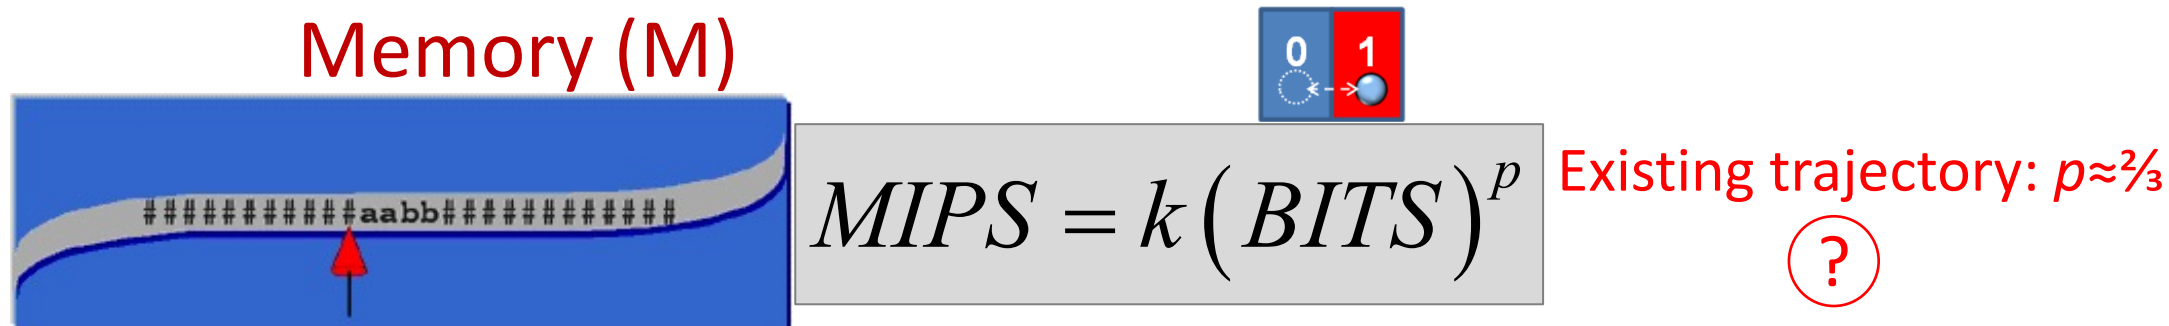 Memory (M)
0 1
###########aabb############
MIPS = k(BITS)^p
Existing trajectory: p≈⅔
?